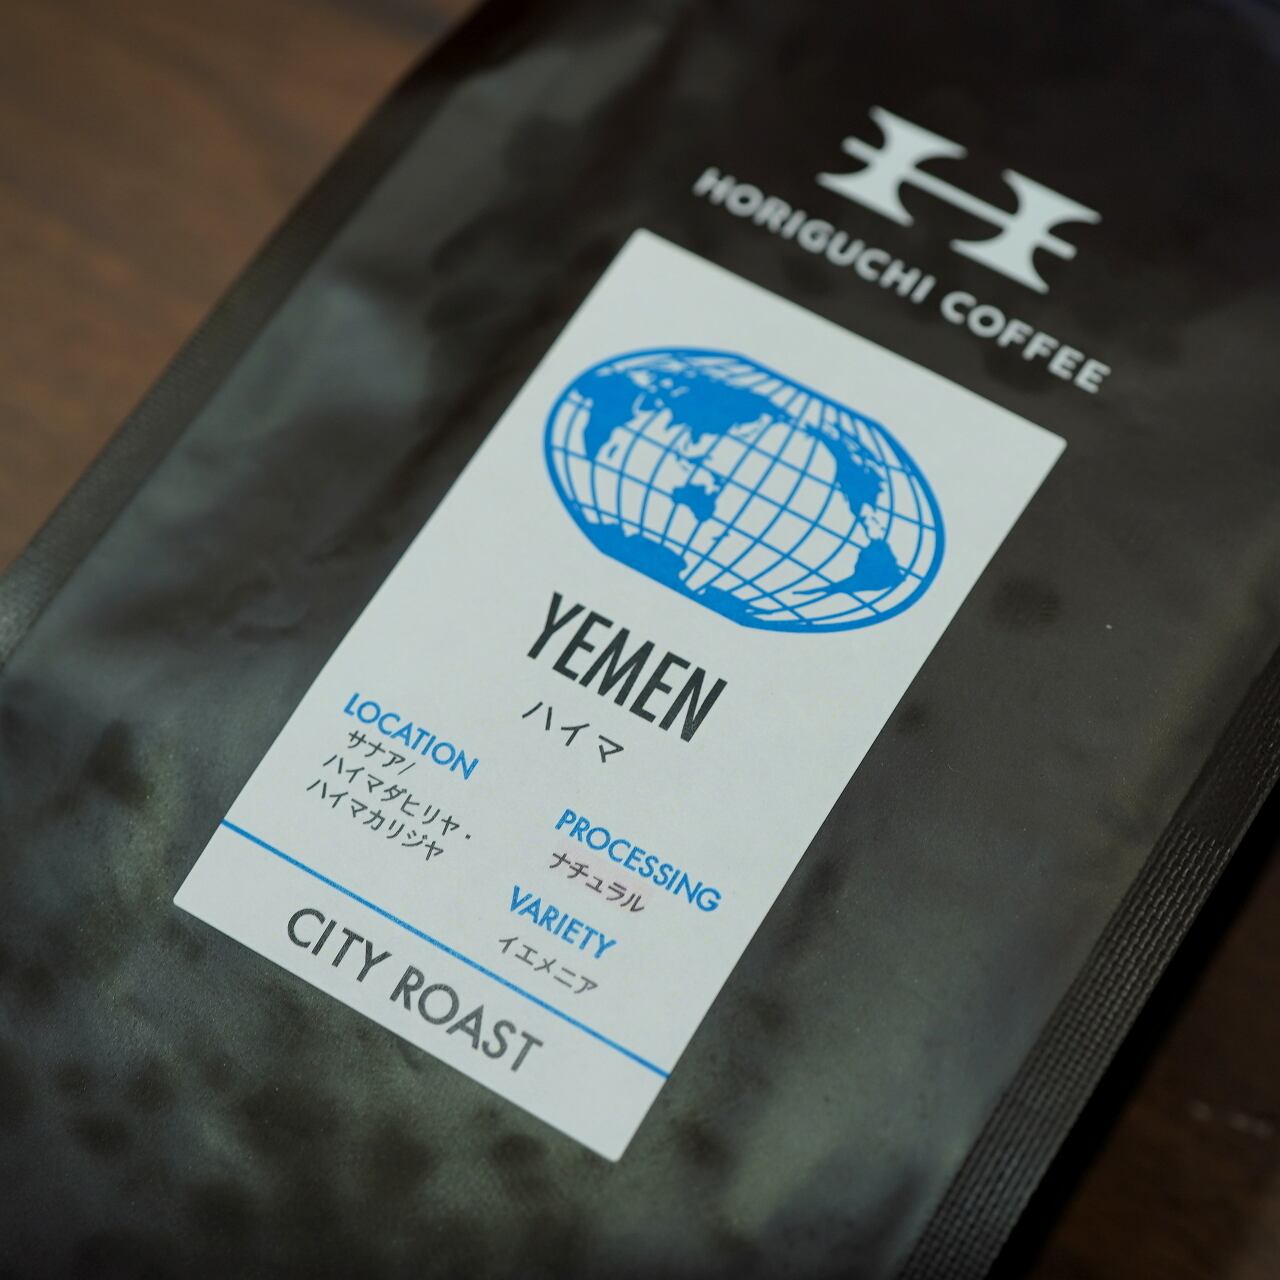 HORIGUCHI COFFEE
YEMEN
ハイマ
LOCATION
サナア/
ハイマダヒリヤ・
ハイマカリジヤ
PROCESSING
ナチュラル
VARIETY
イエメニア
CITY ROAST